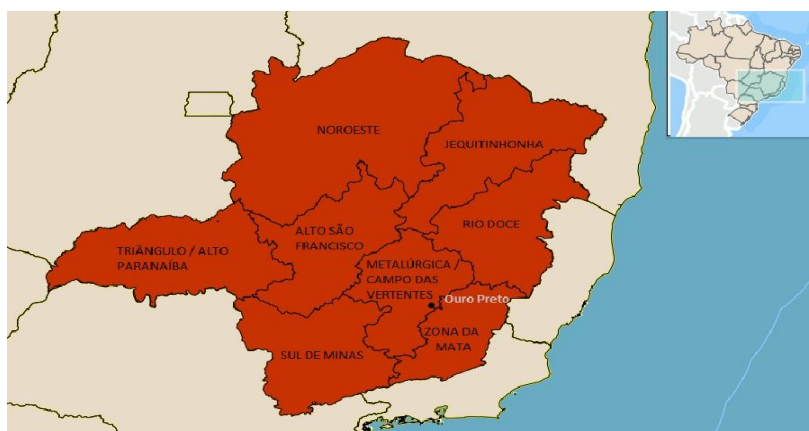 NOROESTE
JEQUITINHONHA
RIO DOCE
ALTO SÃO
FRANCISCO
TRIÂNGULO / ALTO
PARANAÍBA
METALÚRGICA /
CAMPO DAS
VERTENTES
Ouro Preto
ZONA DA
MATA
SUL DE MINAS